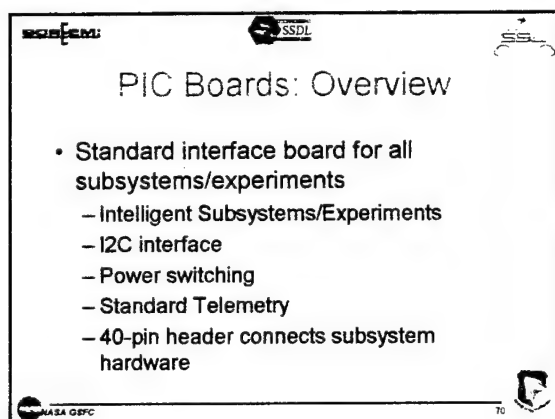 SSDL
SSL
PIC Boards: Overview
• Standard interface board for all
subsystems/experiments
– Intelligent Subsystems/Experiments
– I2C interface
– Power switching
– Standard Telemetry
– 40-pin header connects subsystem
hardware
NASA GSFC
70